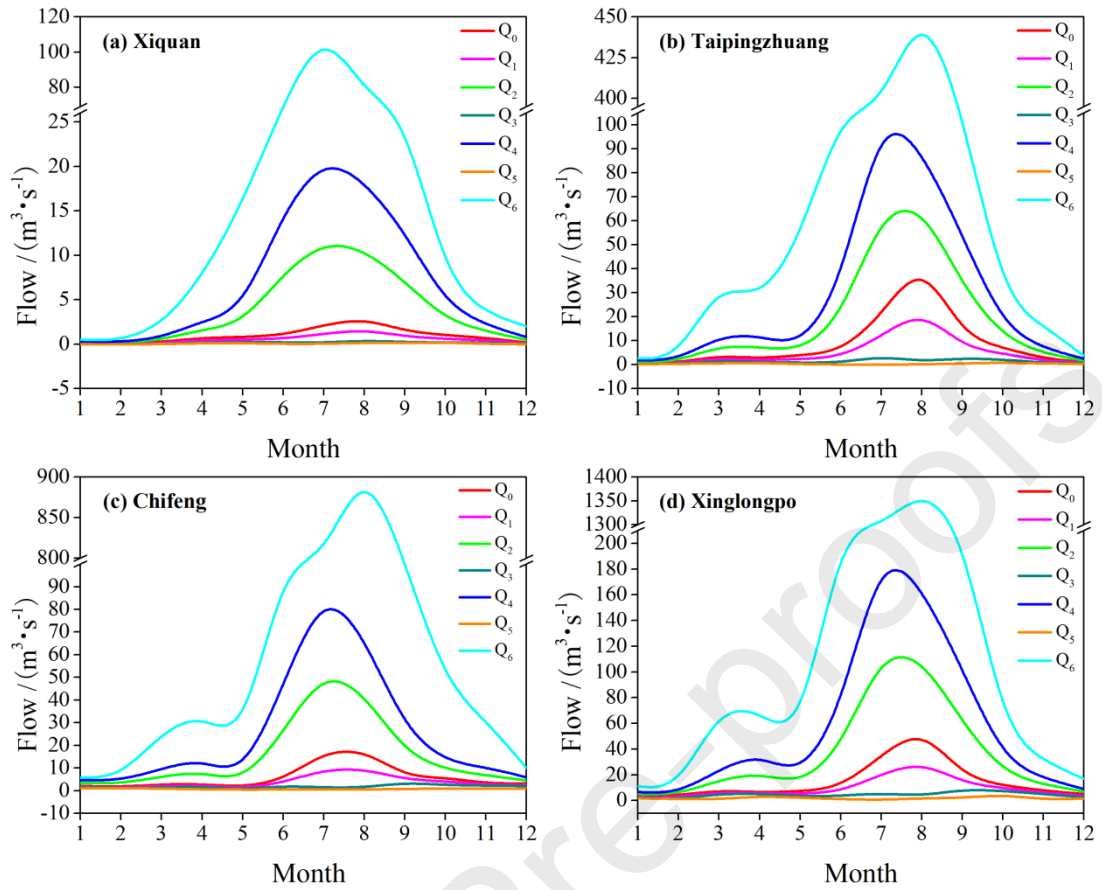 (a) Xiquan
Flow / (m³•s⁻¹)
120
100
80
25
20
15
10
5
0
-5
1 2 3 4 5 6 7 8 9 10 11 12
Month
Q₀
Q₁
Q₂
Q₃
Q₄
Q₅
Q₆
(b) Taipingzhuang
Flow / (m³•s⁻¹)
450
425
400
100
90
80
70
60
50
40
30
20
10
0
-10
1 2 3 4 5 6 7 8 9 10 11 12
Month
Q₀
Q₁
Q₂
Q₃
Q₄
Q₅
Q₆
(c) Chifeng
Flow / (m³•s⁻¹)
900
850
800
90
80
70
60
50
40
30
20
10
0
-10
1 2 3 4 5 6 7 8 9 10 11 12
Month
Q₀
Q₁
Q₂
Q₃
Q₄
Q₅
Q₆
(d) Xinglongpo
Flow / (m³•s⁻¹)
1400
1350
1300
200
180
160
140
120
100
80
60
40
20
0
1 2 3 4 5 6 7 8 9 10 11 12
Month
Q₀
Q₁
Q₂
Q₃
Q₄
Q₅
Q₆
Pre-proofs